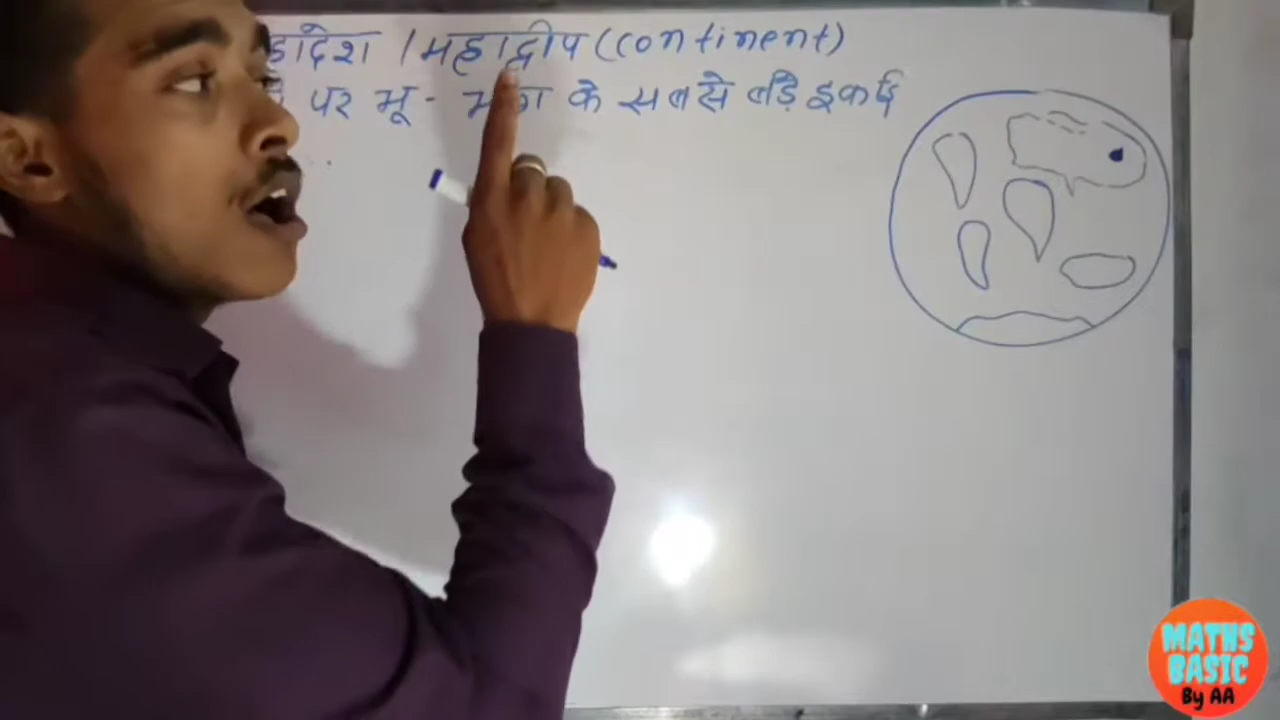 हादेश / महाद्वीप (continent)
पर भू - भाग के सबसे बड़े इकाई
MATHS
BASIC
By AA